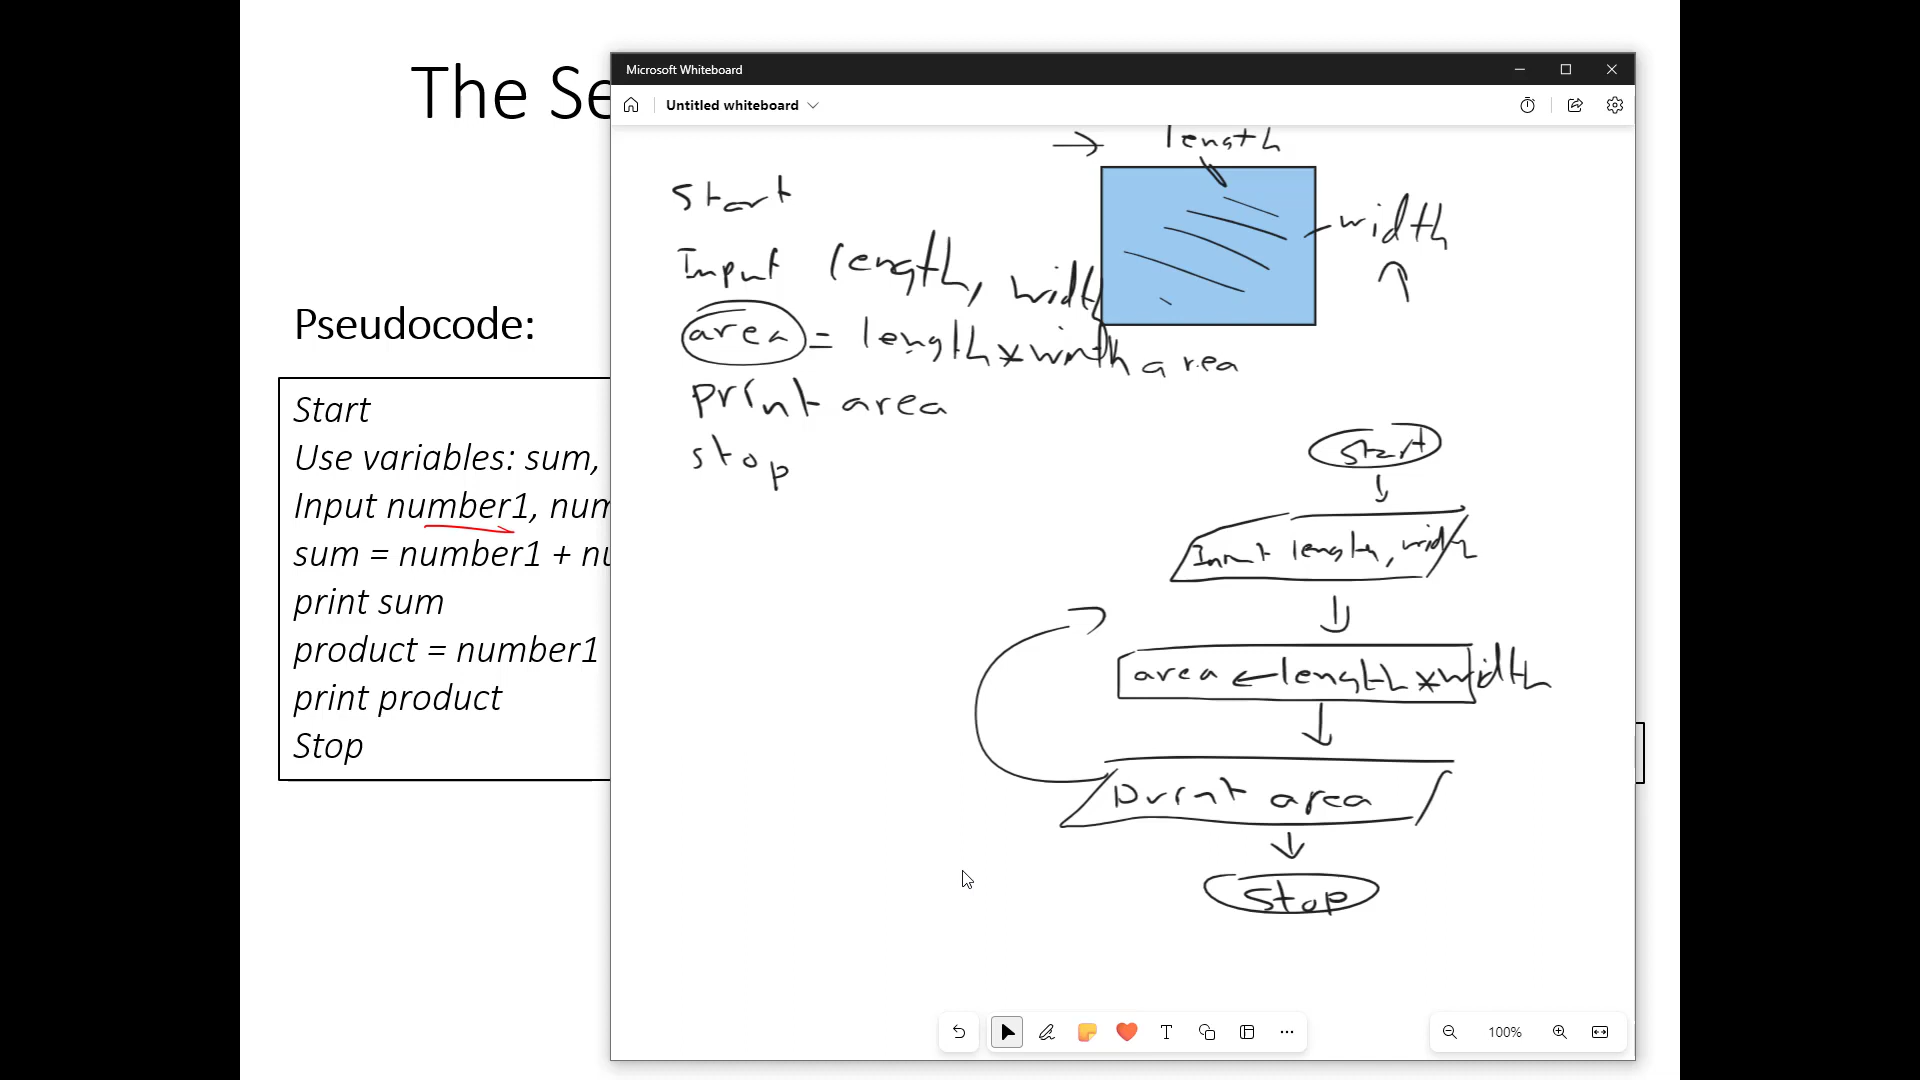 The Se
Pseudocode:
Start
Use variables: sum,
Input number1, num
sum = number1 + nu
print sum
product = number1
print product
Stop
Microsoft Whiteboard
Untitled whiteboard
length
width
area
Start
Input length, width
area = length * width
print area
stop
Start
Input length, width
area ← length * width
Print area
Stop
100%